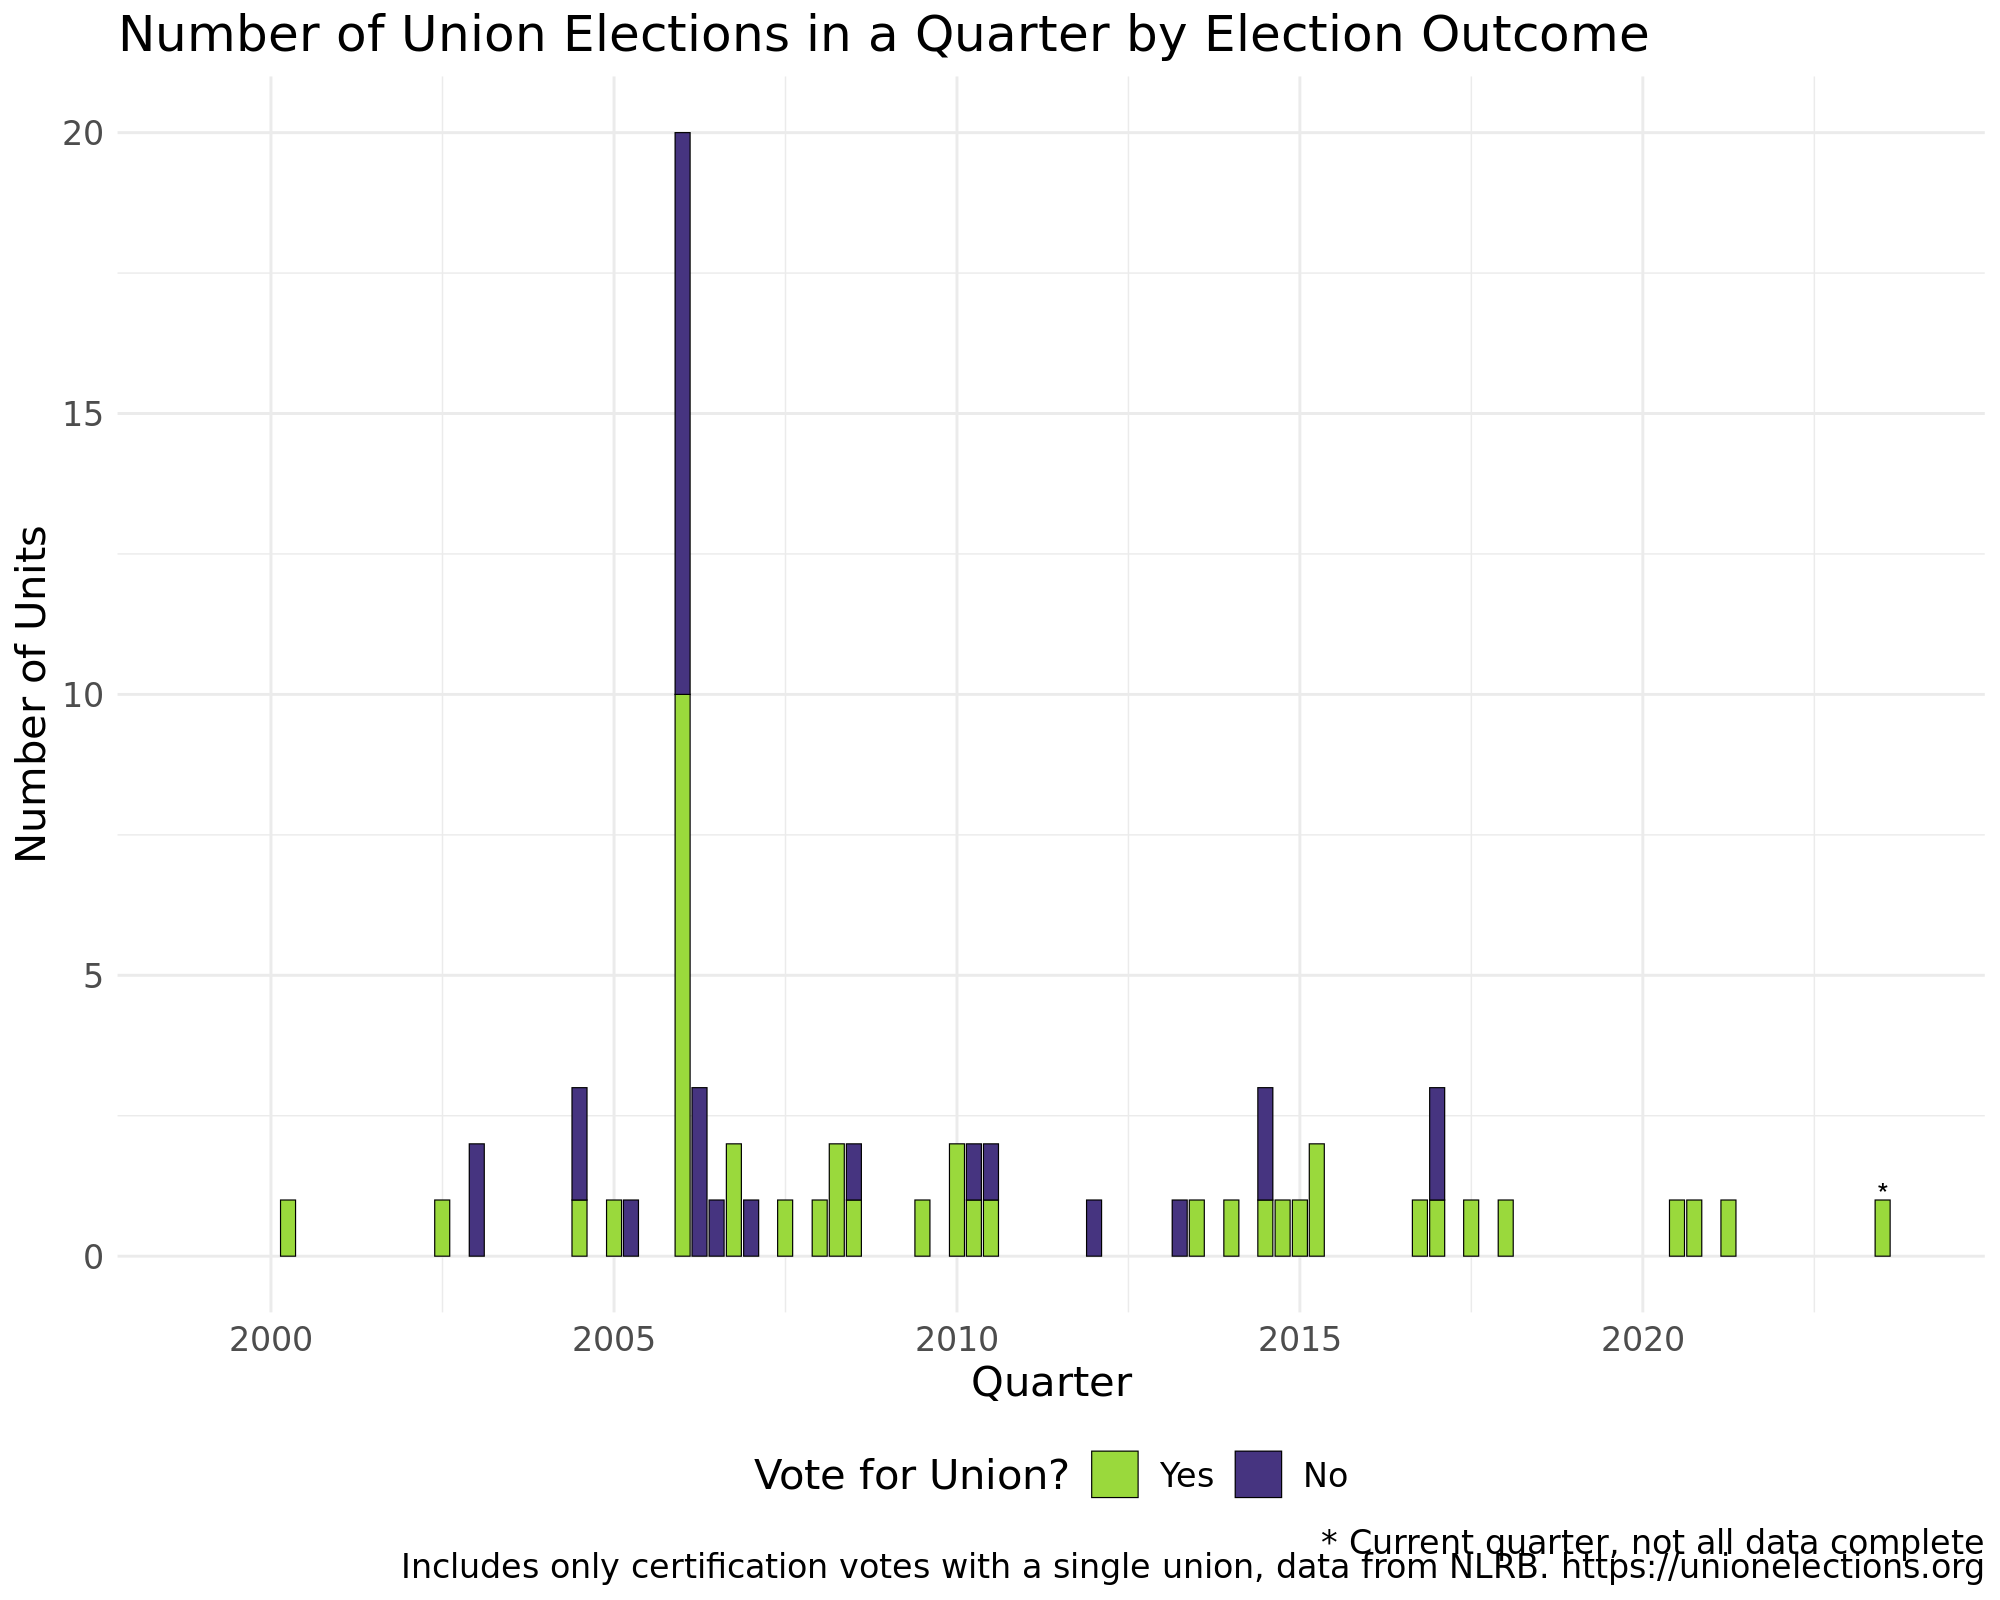 Number of Union Elections in a Quarter by Election Outcome
Number of Units
20
15
10
5
0
*
2000 2005 2010 2015 2020
Quarter
Vote for Union? Yes No
* Current quarter, not all data complete
Includes only certification votes with a single union, data from NLRB. https://unionelections.org